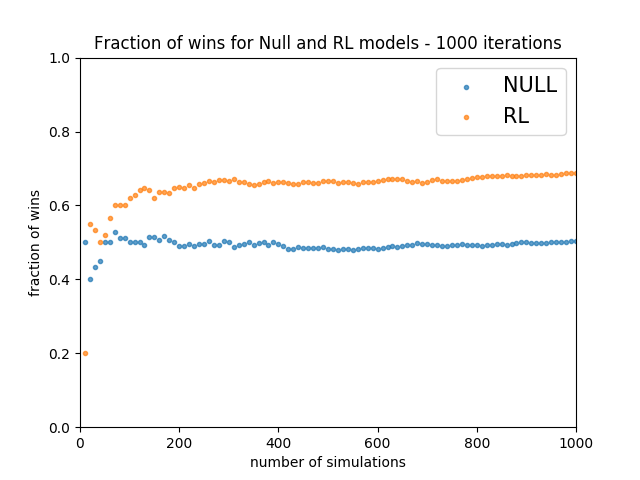 Fraction of wins for Null and RL models - 1000 iterations
NULL
RL
fraction of wins
1.0
0.8
0.6
0.4
0.2
0.0
0 200 400 600 800 1000
number of simulations